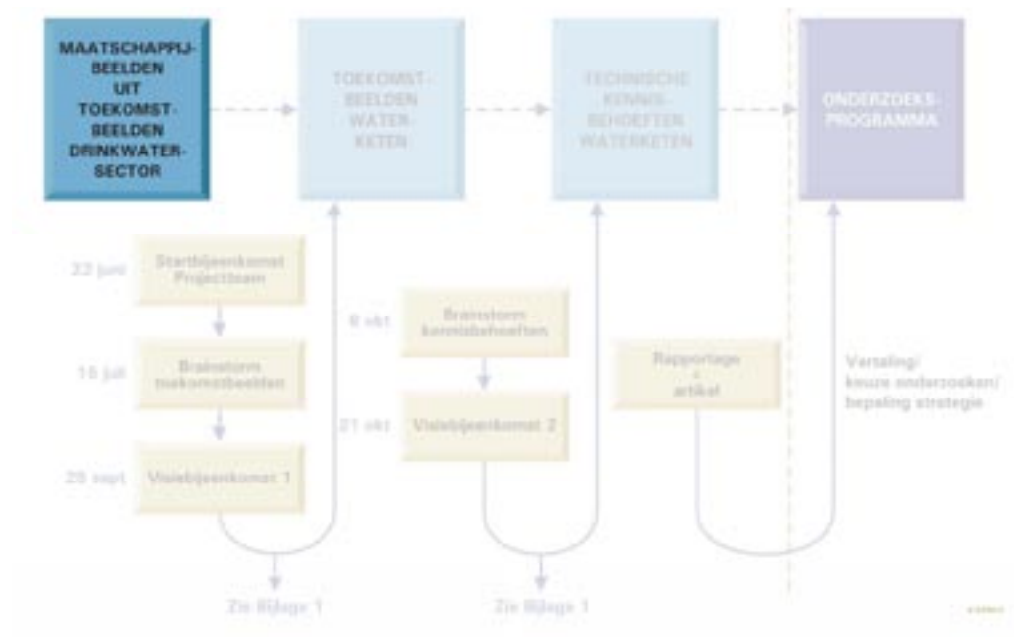 MAATSCHAPPIJ-
BEELDEN
UIT
TOEKOMST-
BEELDEN
DRINKWATER-
SECTOR
TOEKOMST-
BEELDEN
WATER-
KETEN
TECHNISCHE
KENNIS-
BEHOEFTEN
WATERKETEN
ONDERZOEKS-
PROGRAMMA
22 juni
Startbijeenkomst
Projectteam
15 juli
Brainstorm
toekomstbeelden
29 sept
Visiebijeenkomst 1
Zie Bijlage 1
8 okt
Brainstorm
kennisbehoeften
21 okt
Visiebijeenkomst 2
Zie Bijlage 1
Rapportage
+
artikel
Vertaling/
keuze onderzoeken/
bepaling strategie